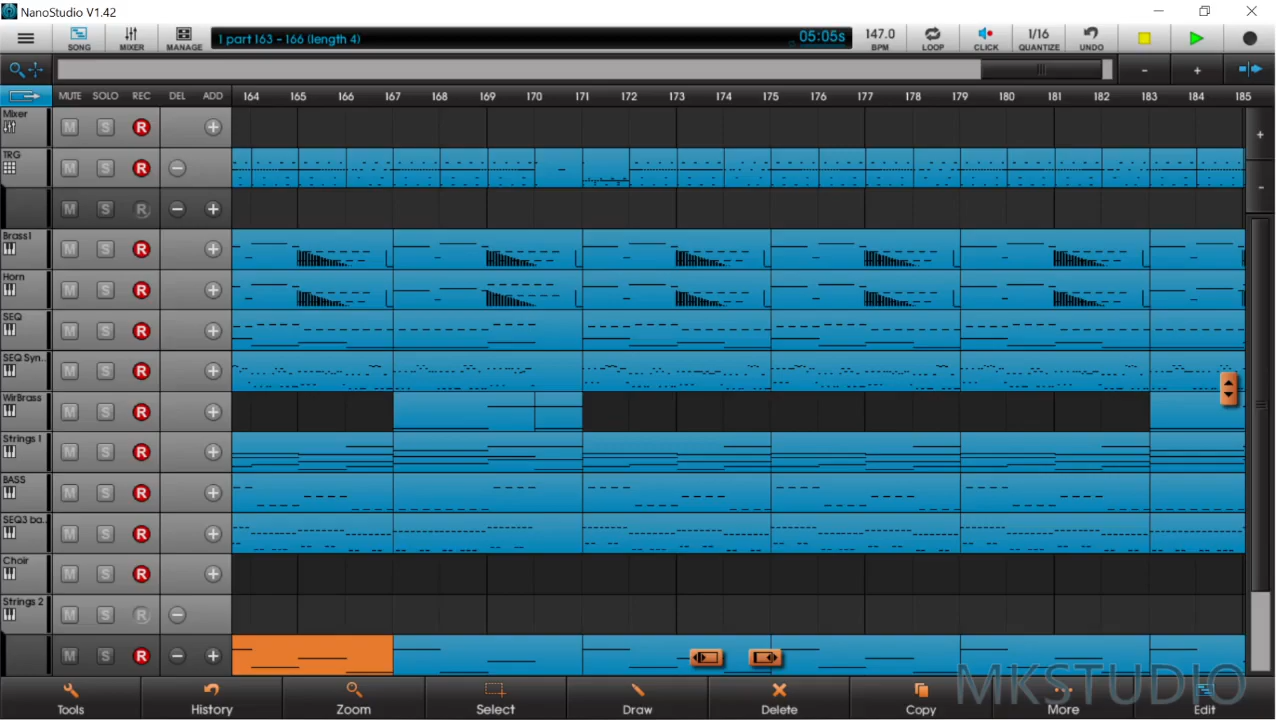 NanoStudio V1.42
SONG MIXER MANAGE 1 part 163 - 166 (length 4) 05:05s 147.0 BPM LOOP CLICK 1/16 QUANTIZE UNDO
- +
MUTE SOLO REC DEL ADD 164 165 166 167 168 169 170 171 172 173 174 175 176 177 178 179 180 181 182 183 184 185
Mixer
M S R +
TRG
M S R −
M S R − +
Brass1
M S R +
Horn
M S R +
SEQ
M S R +
SEQ Syn..
M S R +
WirBrass
M S R +
Strings 1
M S R +
BASS
M S R +
SEQ3 ba..
M S R +
Choir
M S R +
Strings 2
M S R −
M S R − +
MKSTUDIO
Tools History Zoom Select Draw Delete Copy More Edit